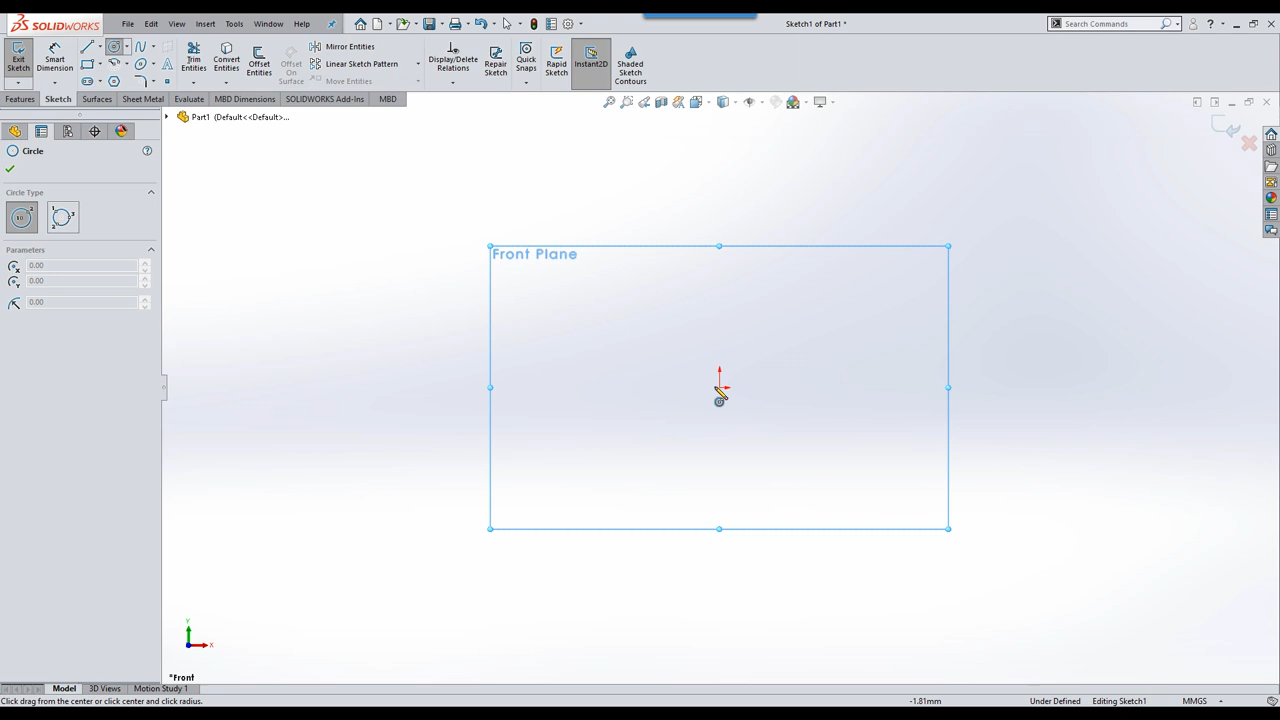 SOLIDWORKS File Edit View Insert Tools Window Help Sketch1 of Part1 * Search Commands
Exit Sketch
Smart Dimension
Trim Entities
Convert Entities
Offset Entities
Offset On Surface
Mirror Entities
Linear Sketch Pattern
Move Entities
Display/Delete Relations
Repair Sketch
Quick Snaps
Rapid Sketch
Instant2D
Shaded Sketch Contours
Features Sketch Surfaces Sheet Metal Evaluate MBD Dimensions SOLIDWORKS Add-Ins MBD
Part1 (Default<<Default>...
Circle
Circle Type
Parameters
0.00
0.00
0.00
Front Plane
Y
X
*Front
Model 3D Views Motion Study 1
Click drag from the center or click center and click radius. -1.81mm Under Defined Editing Sketch1 MMGS